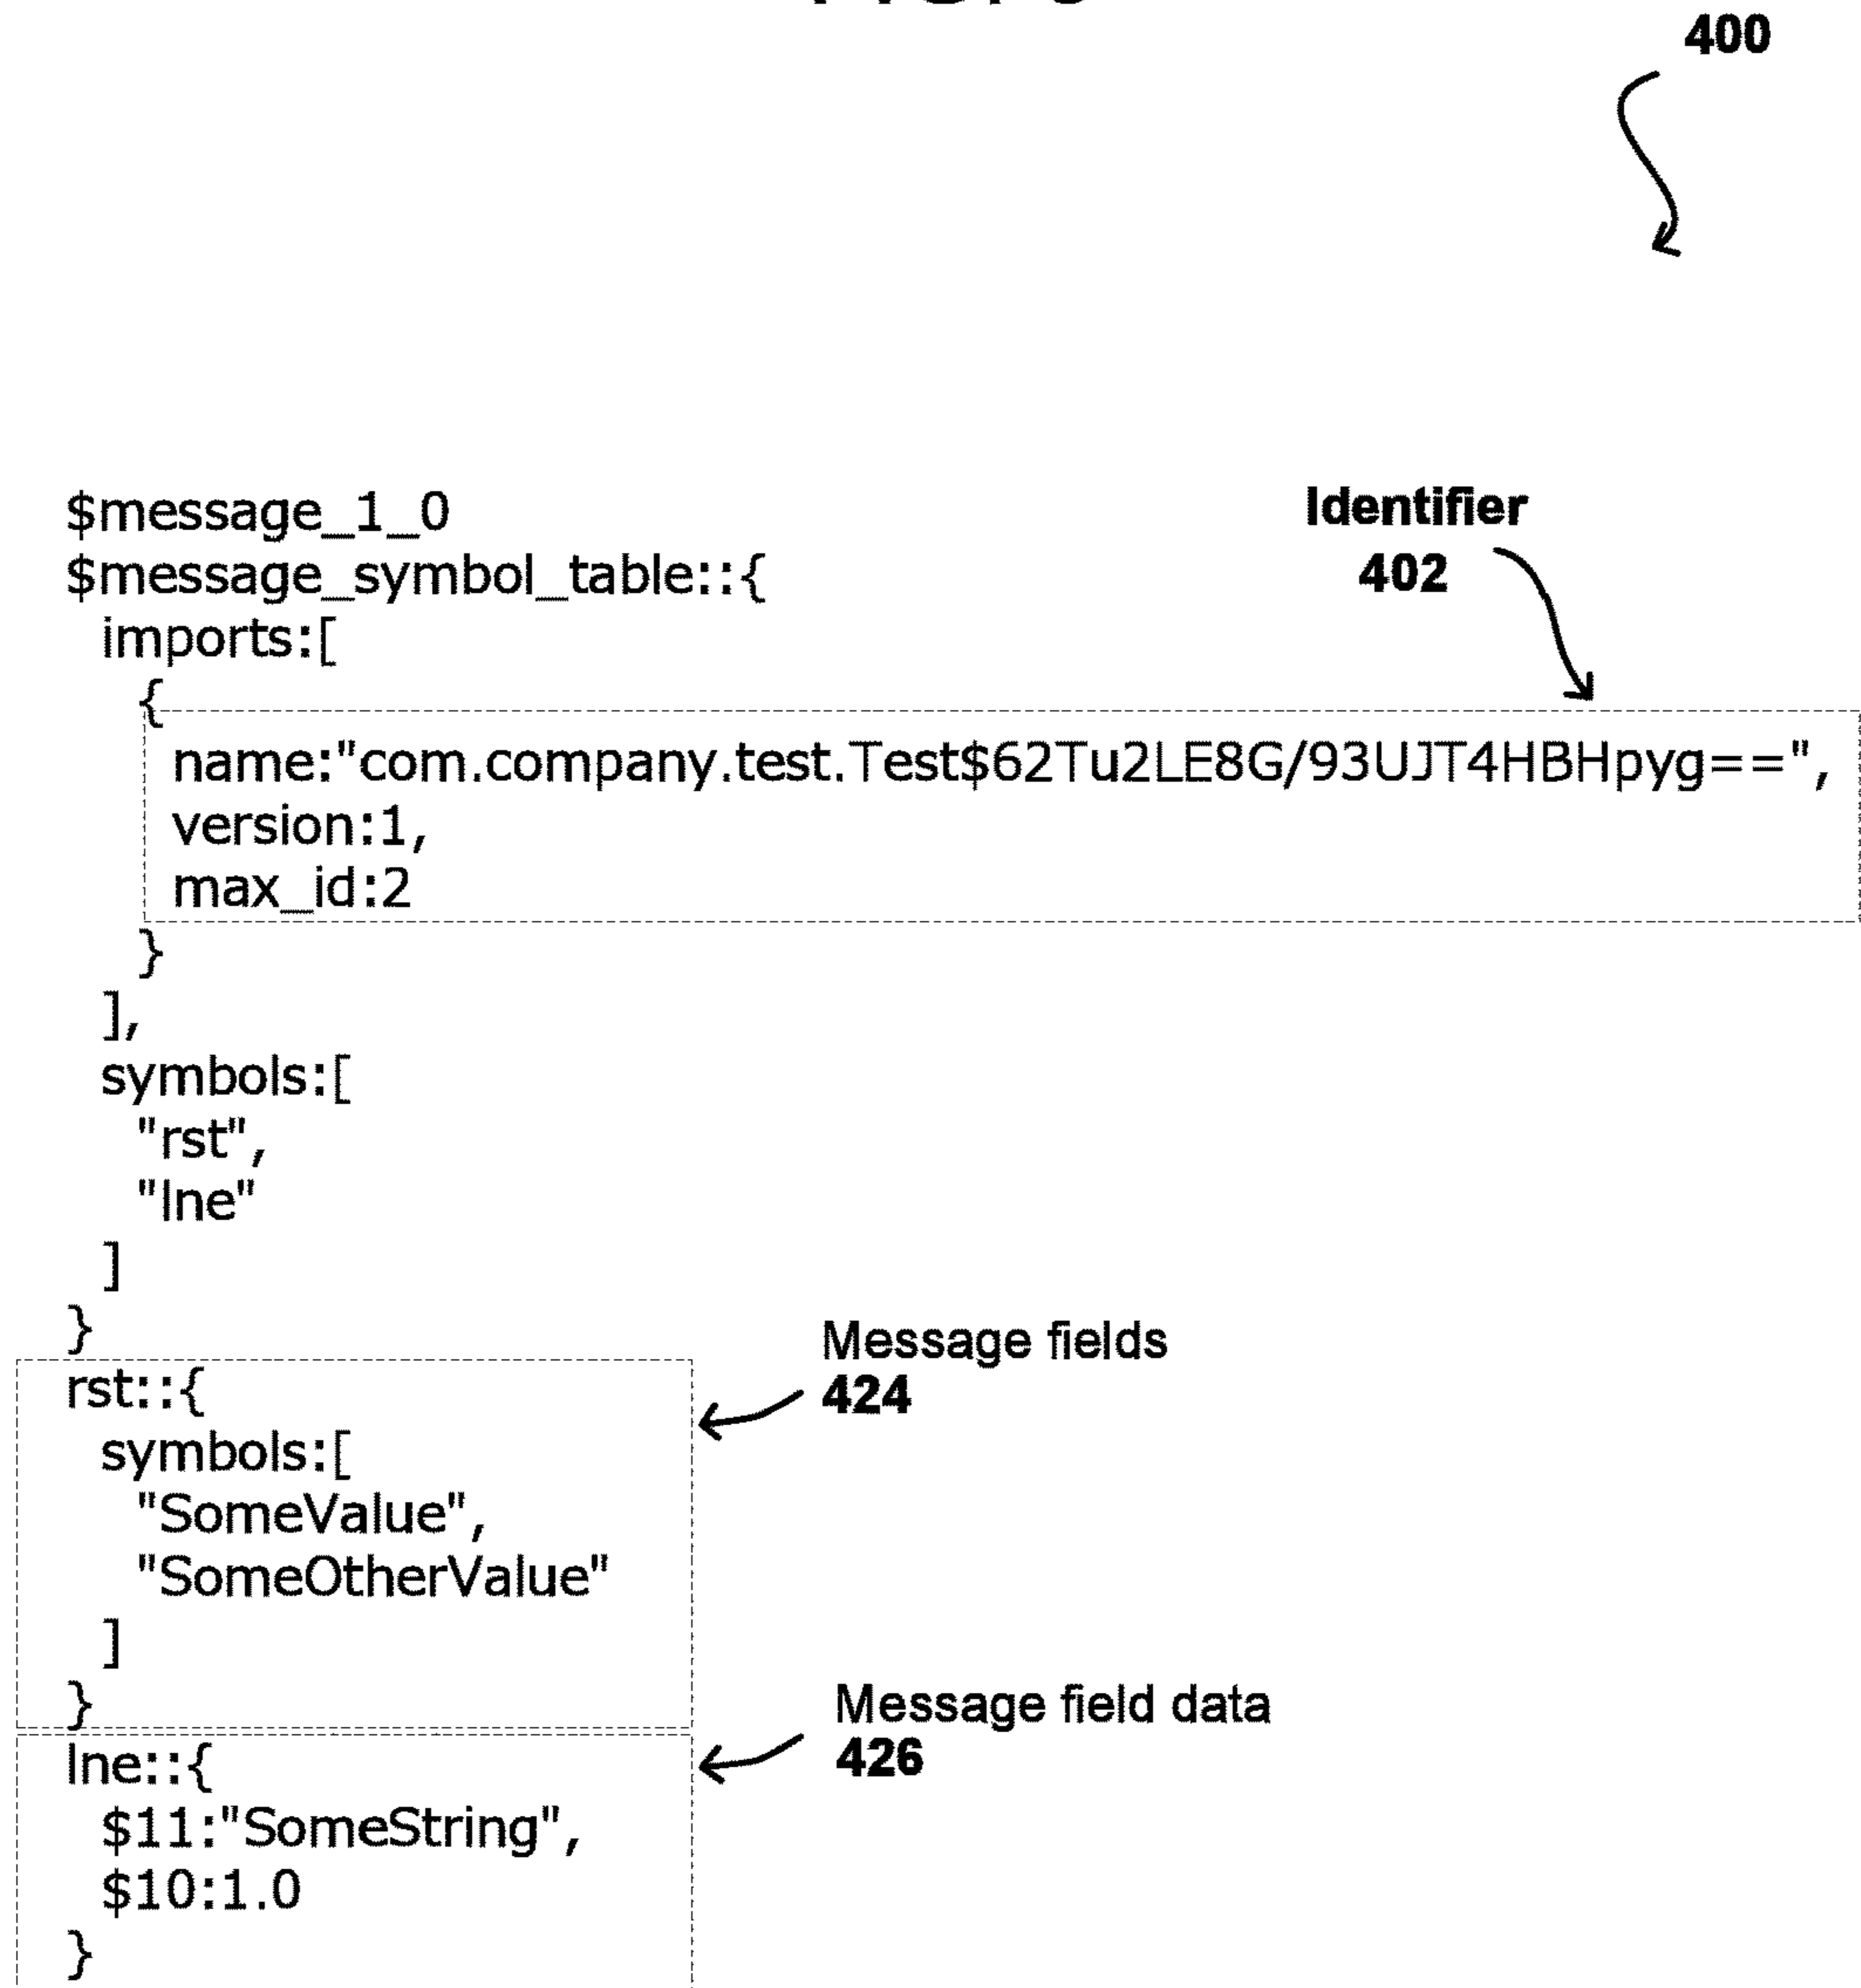 400
$message_1_0
$message_symbol_table::{
imports:[
{
name:"com.company.test.Test$62Tu2LE8G/93UJT4HBHpyg==",
version:1,
max_id:2
}
],
symbols:[
"rst",
"lne"
]
}
rst::{
symbols:[
"SomeValue",
"SomeOtherValue"
]
}
lne::{
$11:"SomeString",
$10:1.0
}
Identifier
402
Message fields
424
Message field data
426